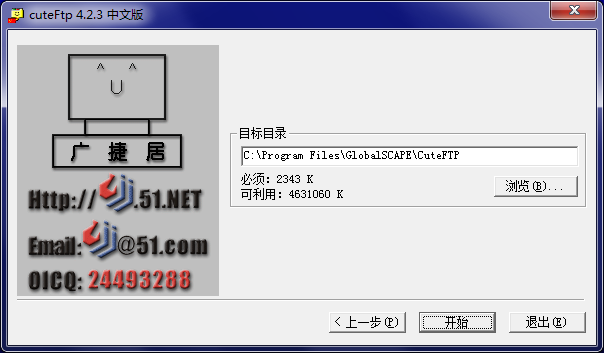 cuteFtp 4.2.3 中文版
广捷居
Http://gj.51.NET
Email:gj@51.com
OICQ: 24493288
目标目录
C:\Program Files\GlobalSCAPE\CuteFTP
必须: 2343 K
可利用: 4631060 K
浏览(B)...
< 上一步(P)
开始
退出(E)